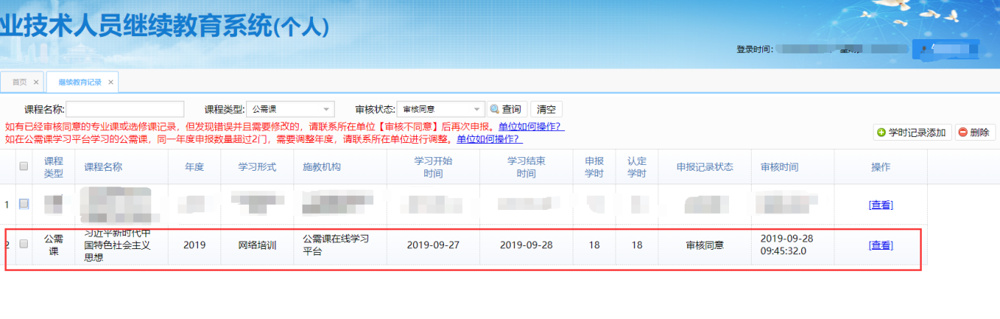 业技术人员继续教育系统(个人)
登录时间:
首页 ×
继续教育记录 ×
课程名称: 课程类型: 公需课 审核状态: 审核同意 查询 清空
如有已经审核同意的专业课或选修课记录，但发现错误并且需要修改的，请联系所在单位【审核不同意】后再次申报。单位如何操作？
如在公需课学习平台学习的公需课，同一年度申报数量超过2门，需要调整年度，请联系所在单位进行调整。单位如何操作？
学时记录添加 删除
课程
类型
课程名称
年度
学习形式
施教机构
学习开始
时间
学习结束
时间
申报
学时
认定
学时
申报记录状态
审核时间
操作
1
[查看]
2
公需
课
习近平新时代中
国特色社会主义
思想
2019
网络培训
公需课在线学习
平台
2019-09-27
2019-09-28
18
18
审核同意
2019-09-28
09:45:32.0
[查看]